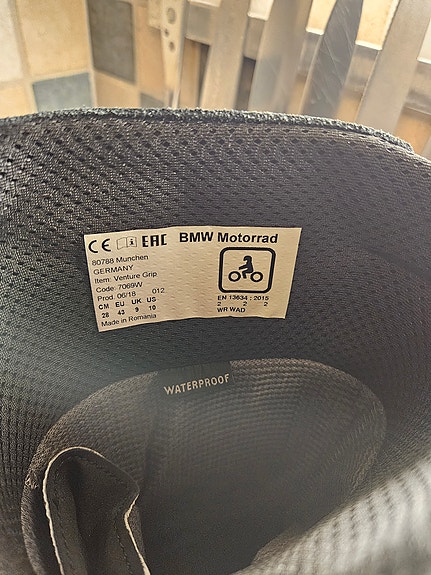 CE EAC BMW Motorrad
80788 Munchen
GERMANY
Item: Venture Grip
Code: 7069W
Prod. 06/18 012
CM EU UK US
28 43 9 10
Made in Romania
EN 13634 : 2015
2 2 2
WR WAD
WATERPROOF